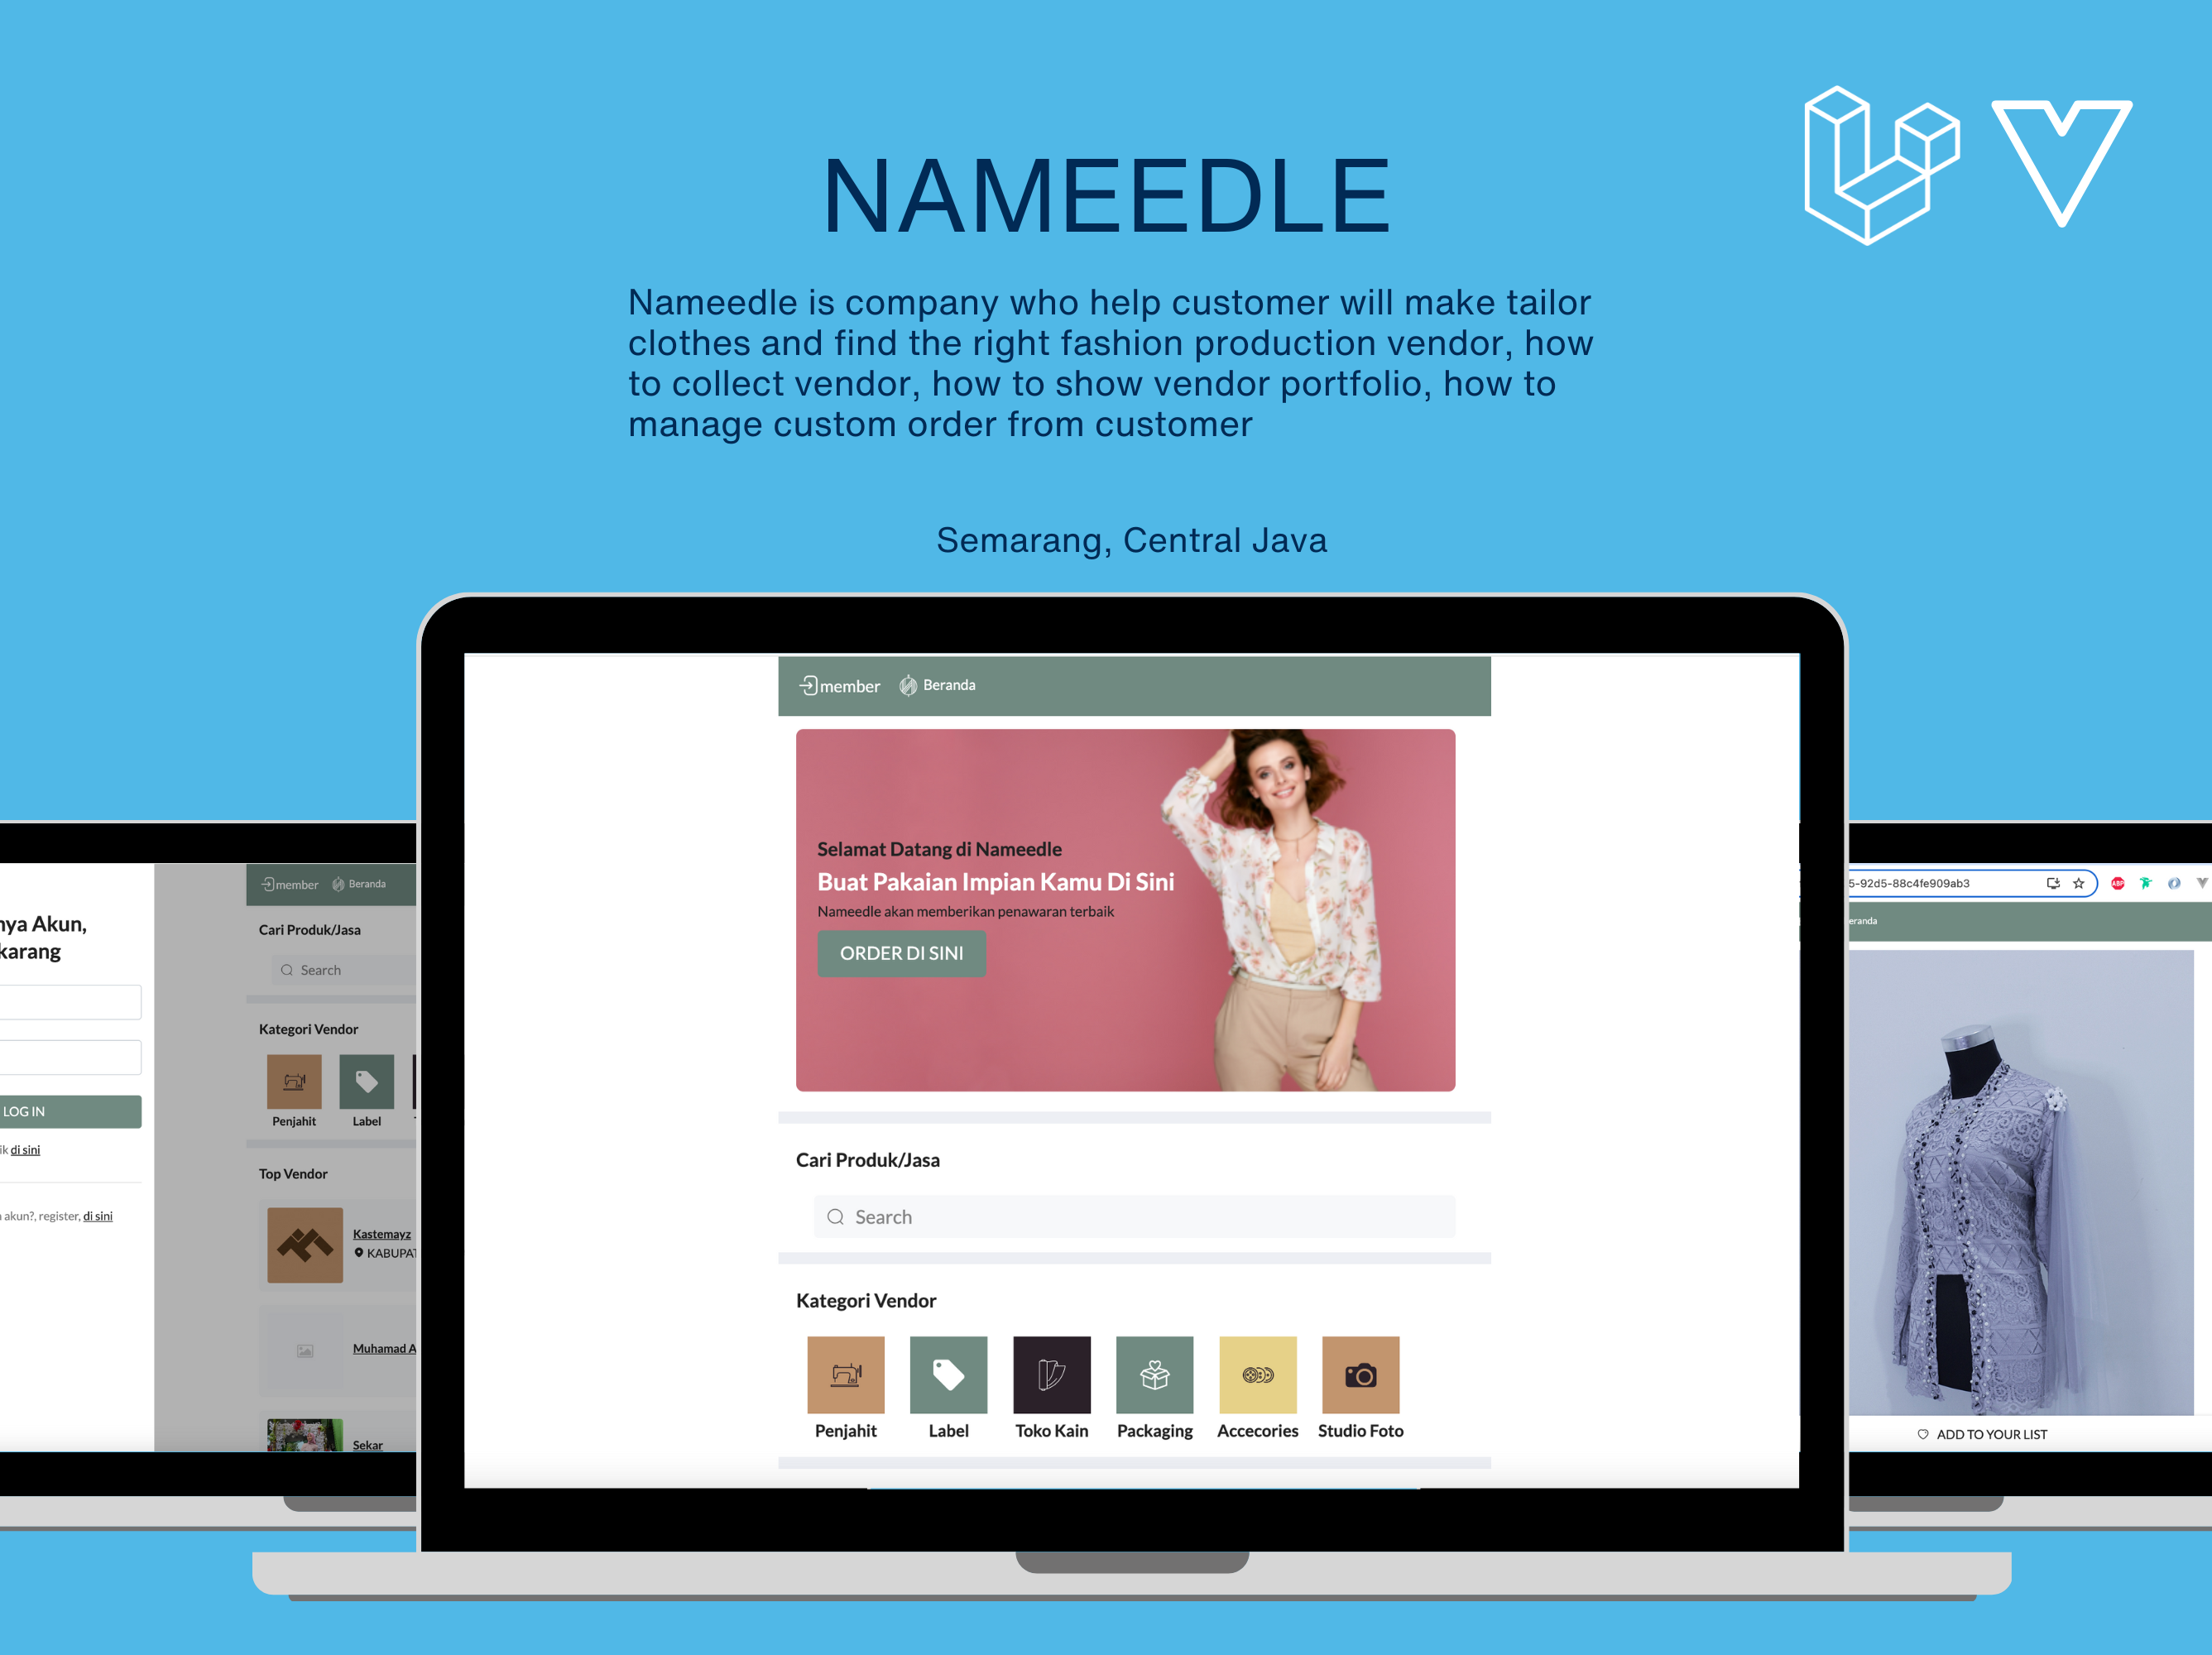 NAMEEDLE
Nameedle is company who help customer will make tailor
clothes and find the right fashion production vendor, how
to collect vendor, how to show vendor portfolio, how to
manage custom order from customer
Semarang, Central Java
member Beranda
Selamat Datang di Nameedle
Buat Pakaian Impian Kamu Di Sini
Nameedle akan memberikan penawaran terbaik
ORDER DI SINI
Cari Produk/Jasa
Search
Kategori Vendor
Penjahit Label Toko Kain Packaging Accecories Studio Foto
nya Akun,
karang
LOG IN
ik di sini
akun?, register, di sini
member Beranda
Cari Produk/Jasa
Search
Kategori Vendor
Penjahit Label
Top Vendor
Kastemayz
KABUPAT
Muhamad A
Sekar
5-92d5-88c4fe909ab3
ABP
eranda
ADD TO YOUR LIST